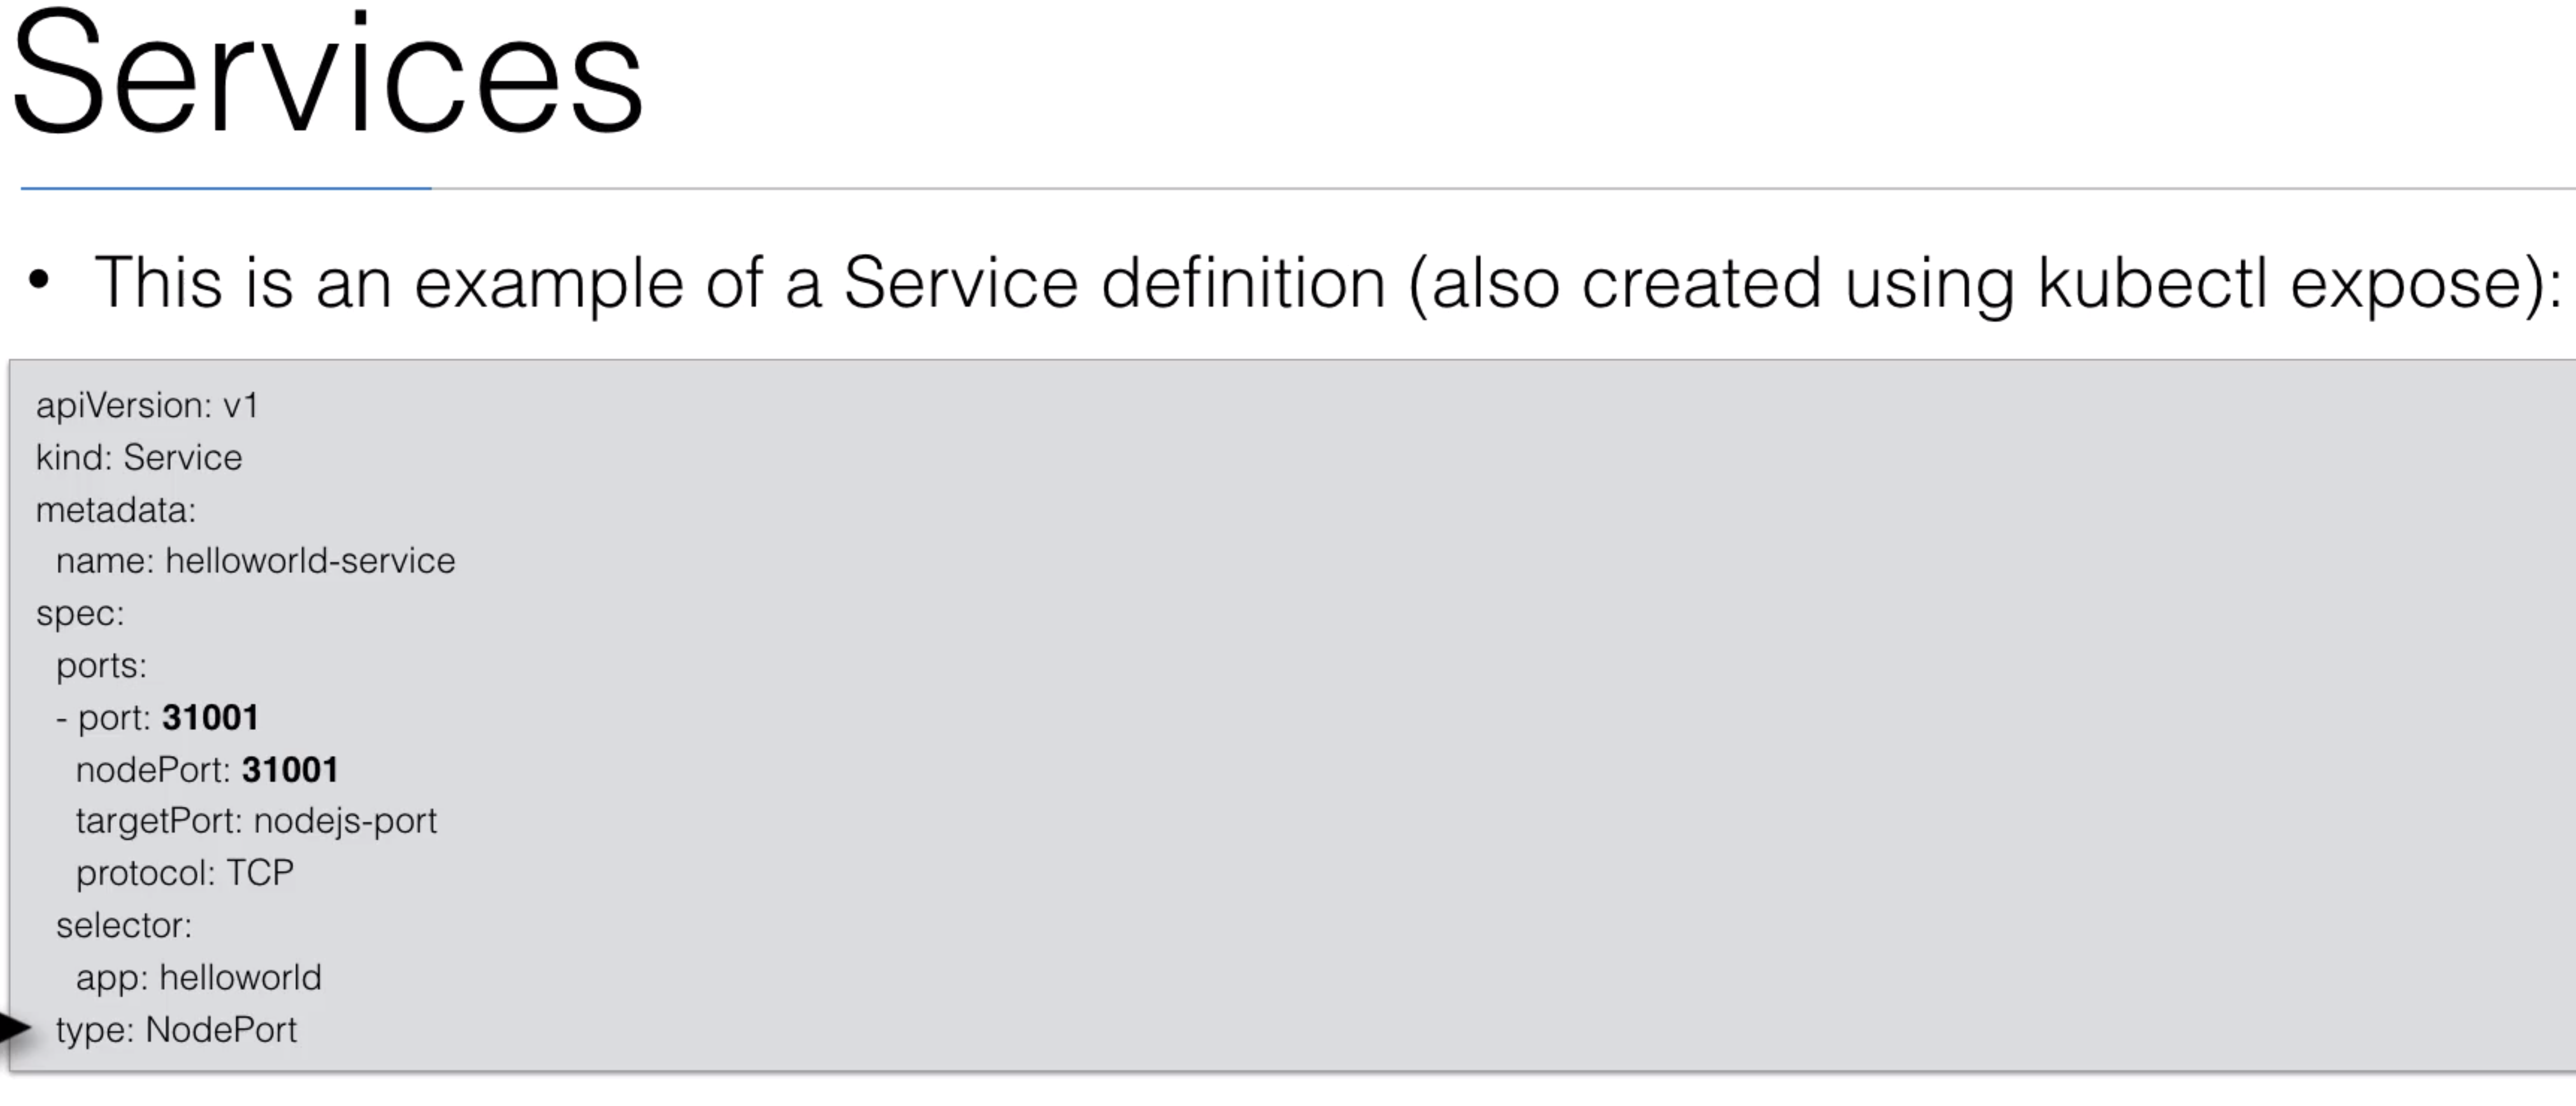 Services
• This is an example of a Service definition (also created using kubectl expose):
apiVersion: v1
kind: Service
metadata:
  name: helloworld-service
spec:
  ports:
  - port: 31001
    nodePort: 31001
    targetPort: nodejs-port
    protocol: TCP
  selector:
    app: helloworld
  type: NodePort